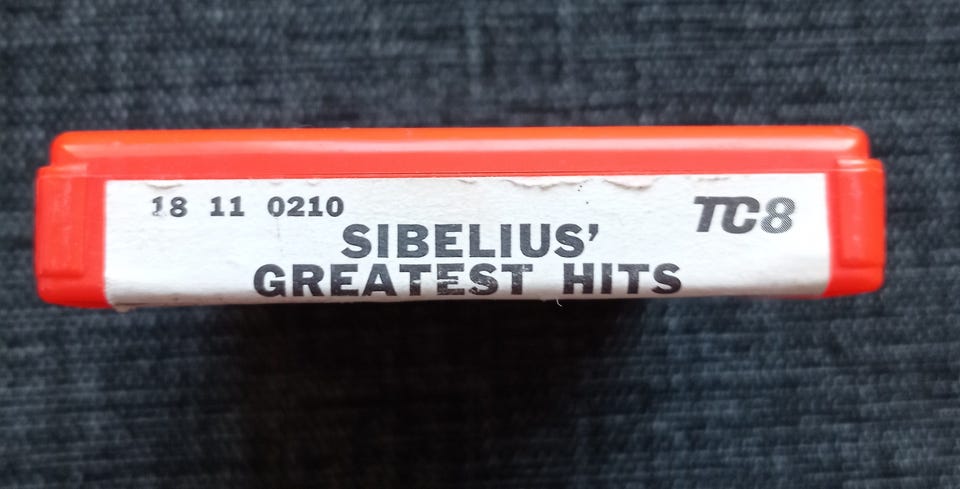 18 11 0210 TC8
SIBELIUS'
GREATEST HITS